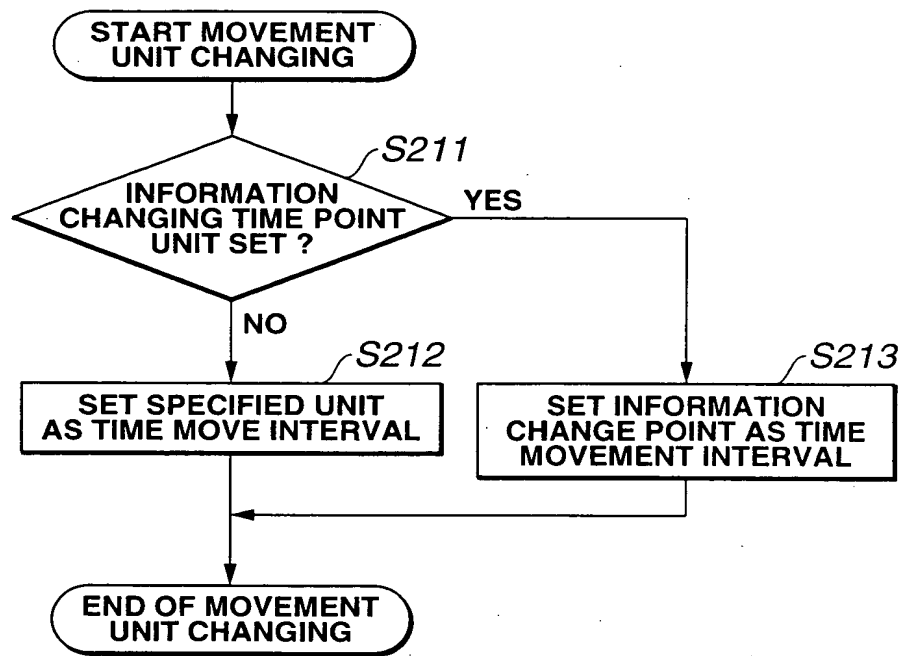 START MOVEMENT
UNIT CHANGING
S211
INFORMATION
CHANGING TIME POINT
UNIT SET ?
YES
NO
S212
SET SPECIFIED UNIT
AS TIME MOVE INTERVAL
S213
SET INFORMATION
CHANGE POINT AS TIME
MOVEMENT INTERVAL
END OF MOVEMENT
UNIT CHANGING